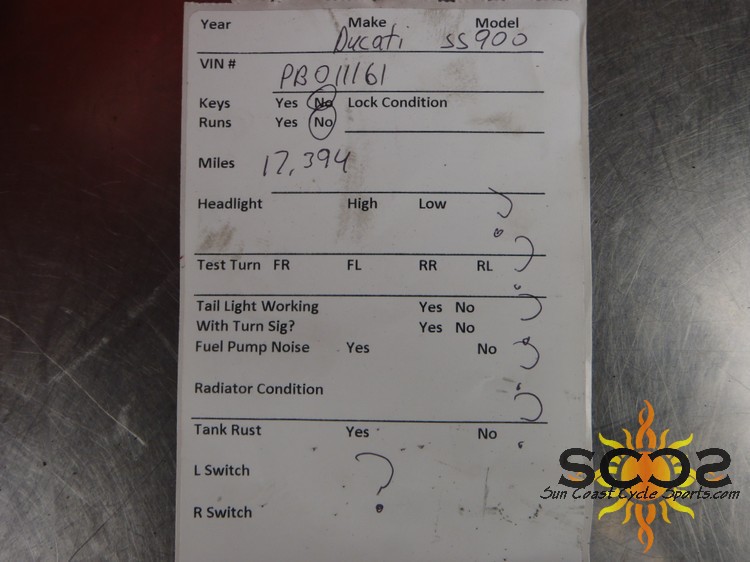 Year Make Model
Ducati SS900
VIN # PB011161
Keys Yes No Lock Condition
Runs Yes No
Miles 17,394
Headlight High Low ?
?
Test Turn FR FL RR RL
Tail Light Working Yes No ?
With Turn Sig? Yes No
Fuel Pump Noise Yes No ?
Radiator Condition ?
Tank Rust Yes No
L Switch ?
R Switch
SCCS
Sun Coast Cycle Sports.com